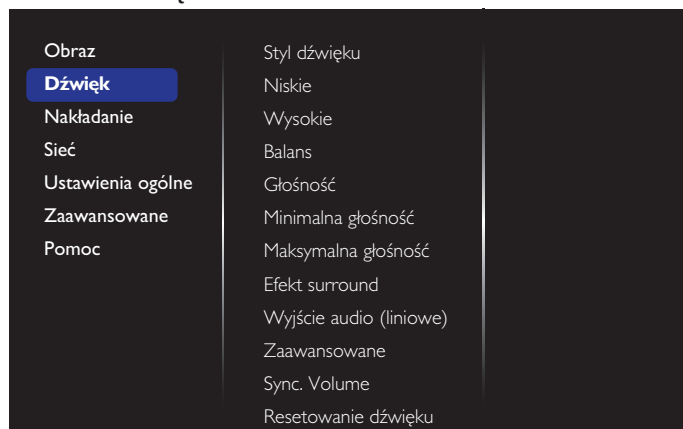 Obraz
Dźwięk
Nakładanie
Sieć
Ustawienia ogólne
Zaawansowane
Pomoc
Styl dźwięku
Niskie
Wysokie
Balans
Głośność
Minimalna głośność
Maksymalna głośność
Efekt surround
Wyjście audio (liniowe)
Zaawansowane
Sync. Volume
Resetowanie dźwięku